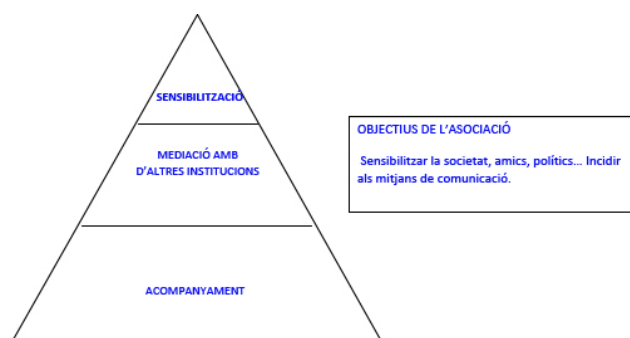 SENSIBILITZACIÓ
MEDIACIÓ AMB
D'ALTRES INSTITUCIONS
ACOMPANYAMENT
OBJECTIUS DE L'ASOCIACIÓ
Sensibilitzar la societat, amics, polítics... Incidir
als mitjans de comunicació.